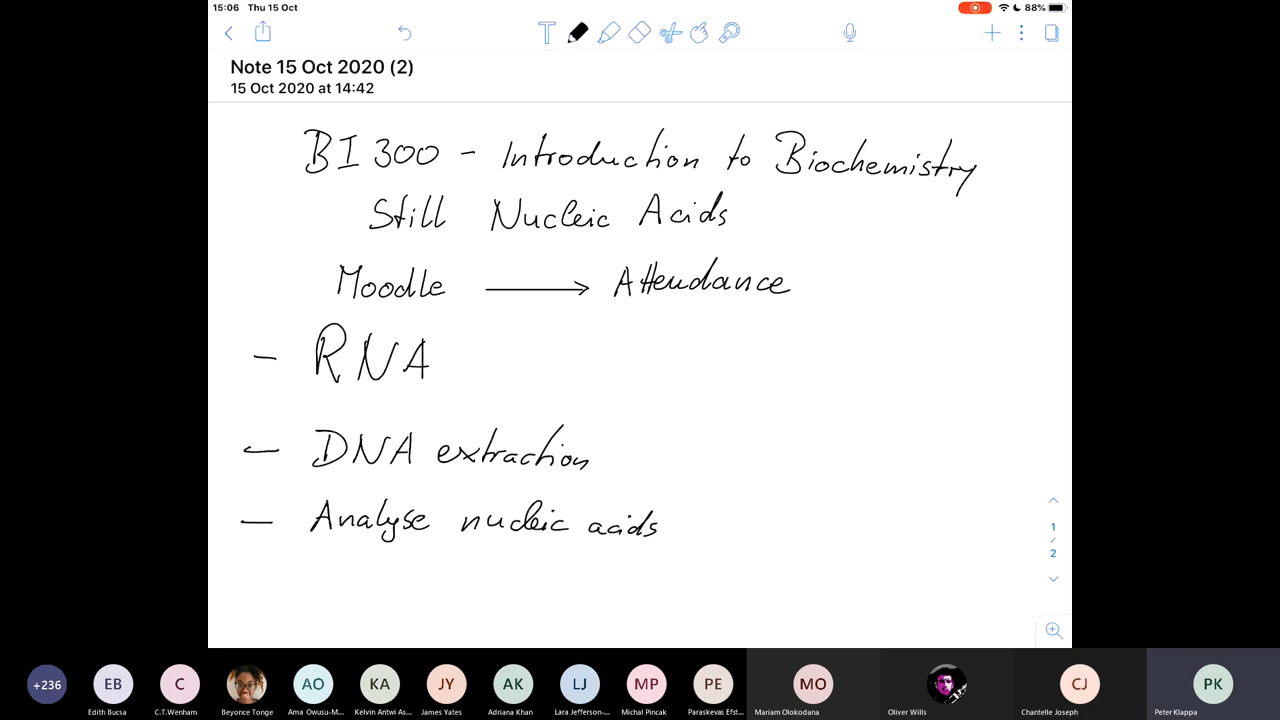 15:06 Thu 15 Oct 88%
T
Note 15 Oct 2020 (2)
15 Oct 2020 at 14:42
BI300 - Introduction to Biochemistry
Still Nucleic Acids
Moodle → Attendance
- RNA
- DNA extraction
- Analyse nucleic acids
1
/
2
+236 EB C AO KA JY AK LJ MP PE MO CJ PK
Edith Bucsa C.T.Wenham Beyonce Tonge Ama Owusu-M... Kelvin Antwi As... James Yates Adriana Khan Lara Jefferson-... Michal Pincak Paraskevas Efst... Mariam Olokodana Oliver Wills Chantelle Joseph Peter Klappa